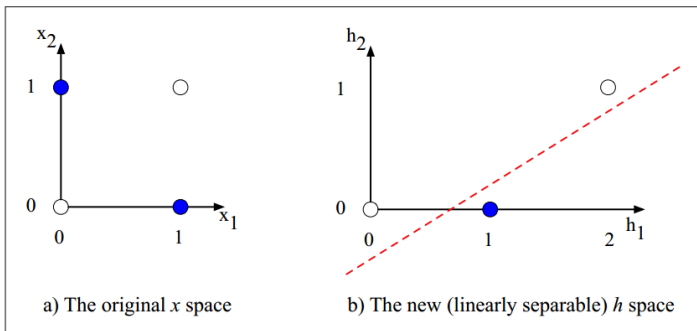 x2
1
0
0
1
x1
a) The original x space
h2
1
0
0
1
2
h1
b) The new (linearly separable) h space